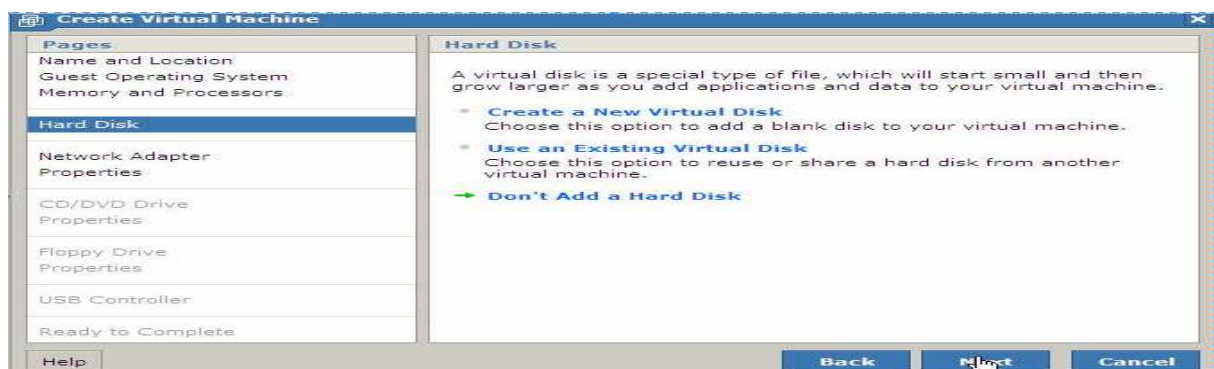 Create Virtual Machine
Pages
Name and Location
Guest Operating System
Memory and Processors
Hard Disk
Network Adapter
Properties
CD/DVD Drive
Properties
Floppy Drive
Properties
USB Controller
Ready to Complete
Hard Disk
A virtual disk is a special type of file, which will start small and then
grow larger as you add applications and data to your virtual machine.
Create a New Virtual Disk
Choose this option to add a blank disk to your virtual machine.
Use an Existing Virtual Disk
Choose this option to reuse or share a hard disk from another
virtual machine.
Don't Add a Hard Disk
Help
Back
Next
Cancel